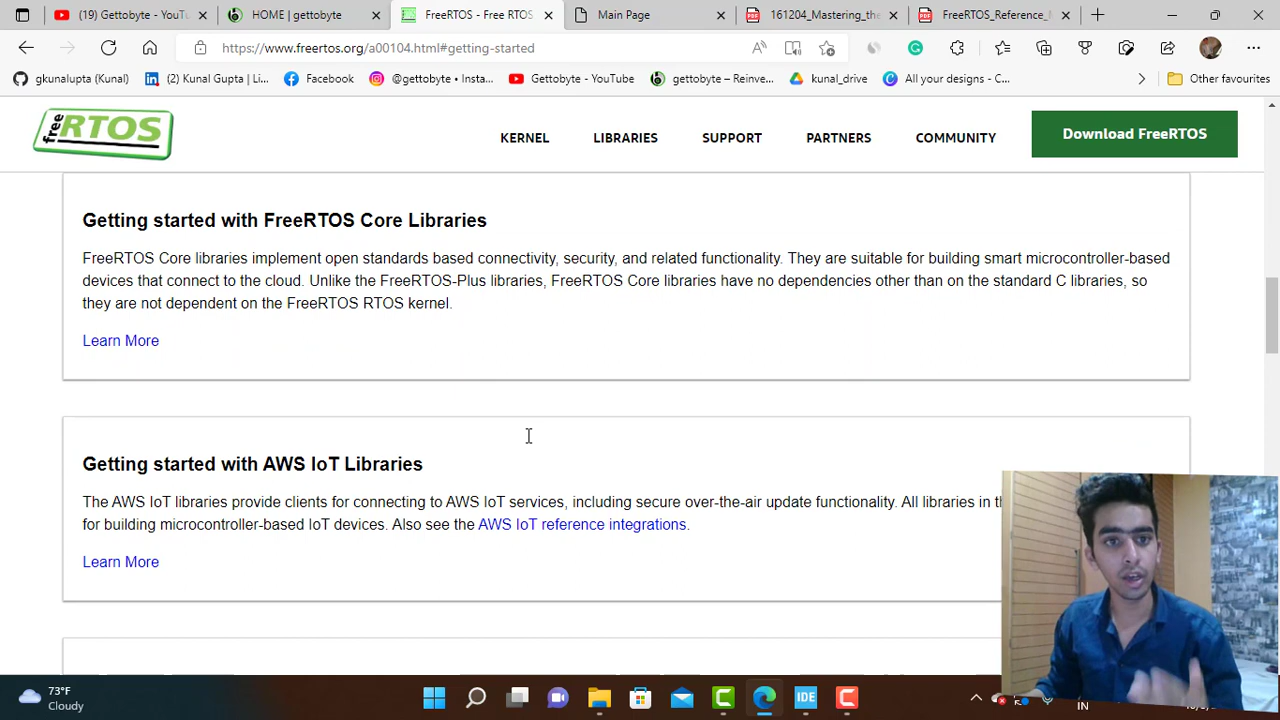 (19) Gettobyte - YouT
HOME | gettobyte
FreeRTOS - Free RTOS
Main Page
161204_Mastering_the
FreeRTOS_Reference_
https://www.freertos.org/a00104.html#getting-started
gkunalupta (Kunal)
(2) Kunal Gupta | Li...
Facebook
@gettobyte • Insta...
Gettobyte - YouTube
gettobyte – Reinve...
kunal_drive
All your designs - C...
Other favourites
free RTOS
KERNEL
LIBRARIES
SUPPORT
PARTNERS
COMMUNITY
Download FreeRTOS
Getting started with FreeRTOS Core Libraries
FreeRTOS Core libraries implement open standards based connectivity, security, and related functionality. They are suitable for building smart microcontroller-based
devices that connect to the cloud. Unlike the FreeRTOS-Plus libraries, FreeRTOS Core libraries have no dependencies other than on the standard C libraries, so
they are not dependent on the FreeRTOS RTOS kernel.
Learn More
Getting started with AWS IoT Libraries
The AWS IoT libraries provide clients for connecting to AWS IoT services, including secure over-the-air update functionality. All libraries in th
for building microcontroller-based IoT devices. Also see the AWS IoT reference integrations.
Learn More
73°F
Cloudy
IDE
IN